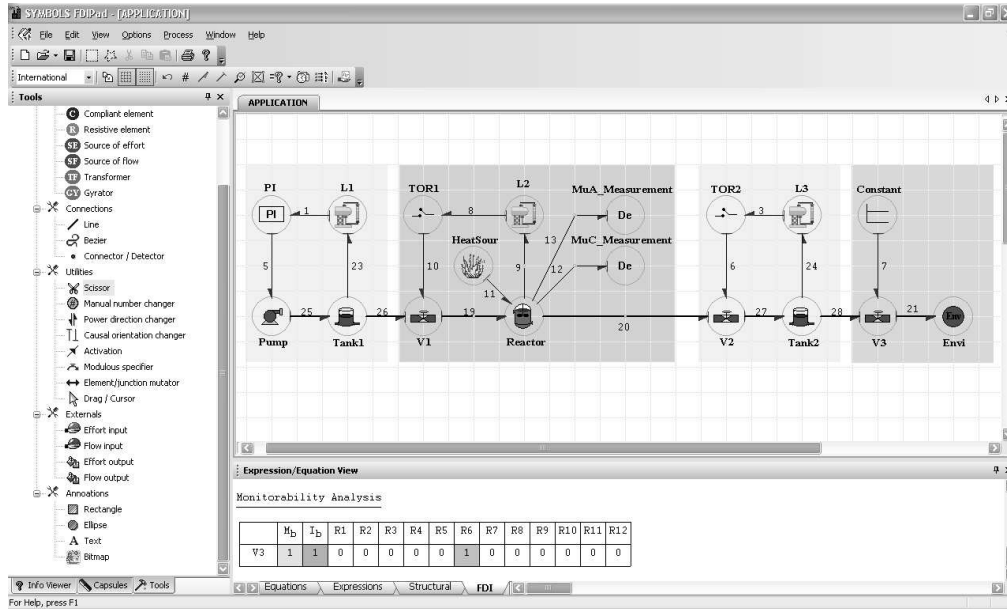 SYMBOLS FDIPad - [APPLICATION]
File Edit View Options Process Window Help
International
Tools
Compliant element
R Resistive element
SE Source of effort
SF Source of flow
TF Transformer
GY Gyrator
Connections
Line
Bezier
Connector / Detector
Utilities
Scissor
Manual number changer
Power direction changer
Causal orientation changer
Activation
Modulous specifier
Element/junction mutator
Drag / Cursor
Externals
Effort input
Flow input
Effort output
Flow output
Annoations
Rectangle
Ellipse
A Text
Bitmap
Info Viewer Capsules Tools
For Help, press F1
APPLICATION
PI L1 TOR1 L2 MuA_Measurement TOR2 L3 Constant
PI 1 8 De 3
HeatSour 13 MuC_Measurement
5 23 10 9 12 De 6 24 7
11
25 26 19 20 27 28 21 Env
Pump Tank1 V1 Reactor V2 Tank2 V3 Envi
Expression/Equation View
Monitorability Analysis
Mb Ib R1 R2 R3 R4 R5 R6 R7 R8 R9 R10 R11 R12
V3 1 1 0 0 0 0 0 1 0 0 0 0 0 0
Equations Expressions Structural FDI